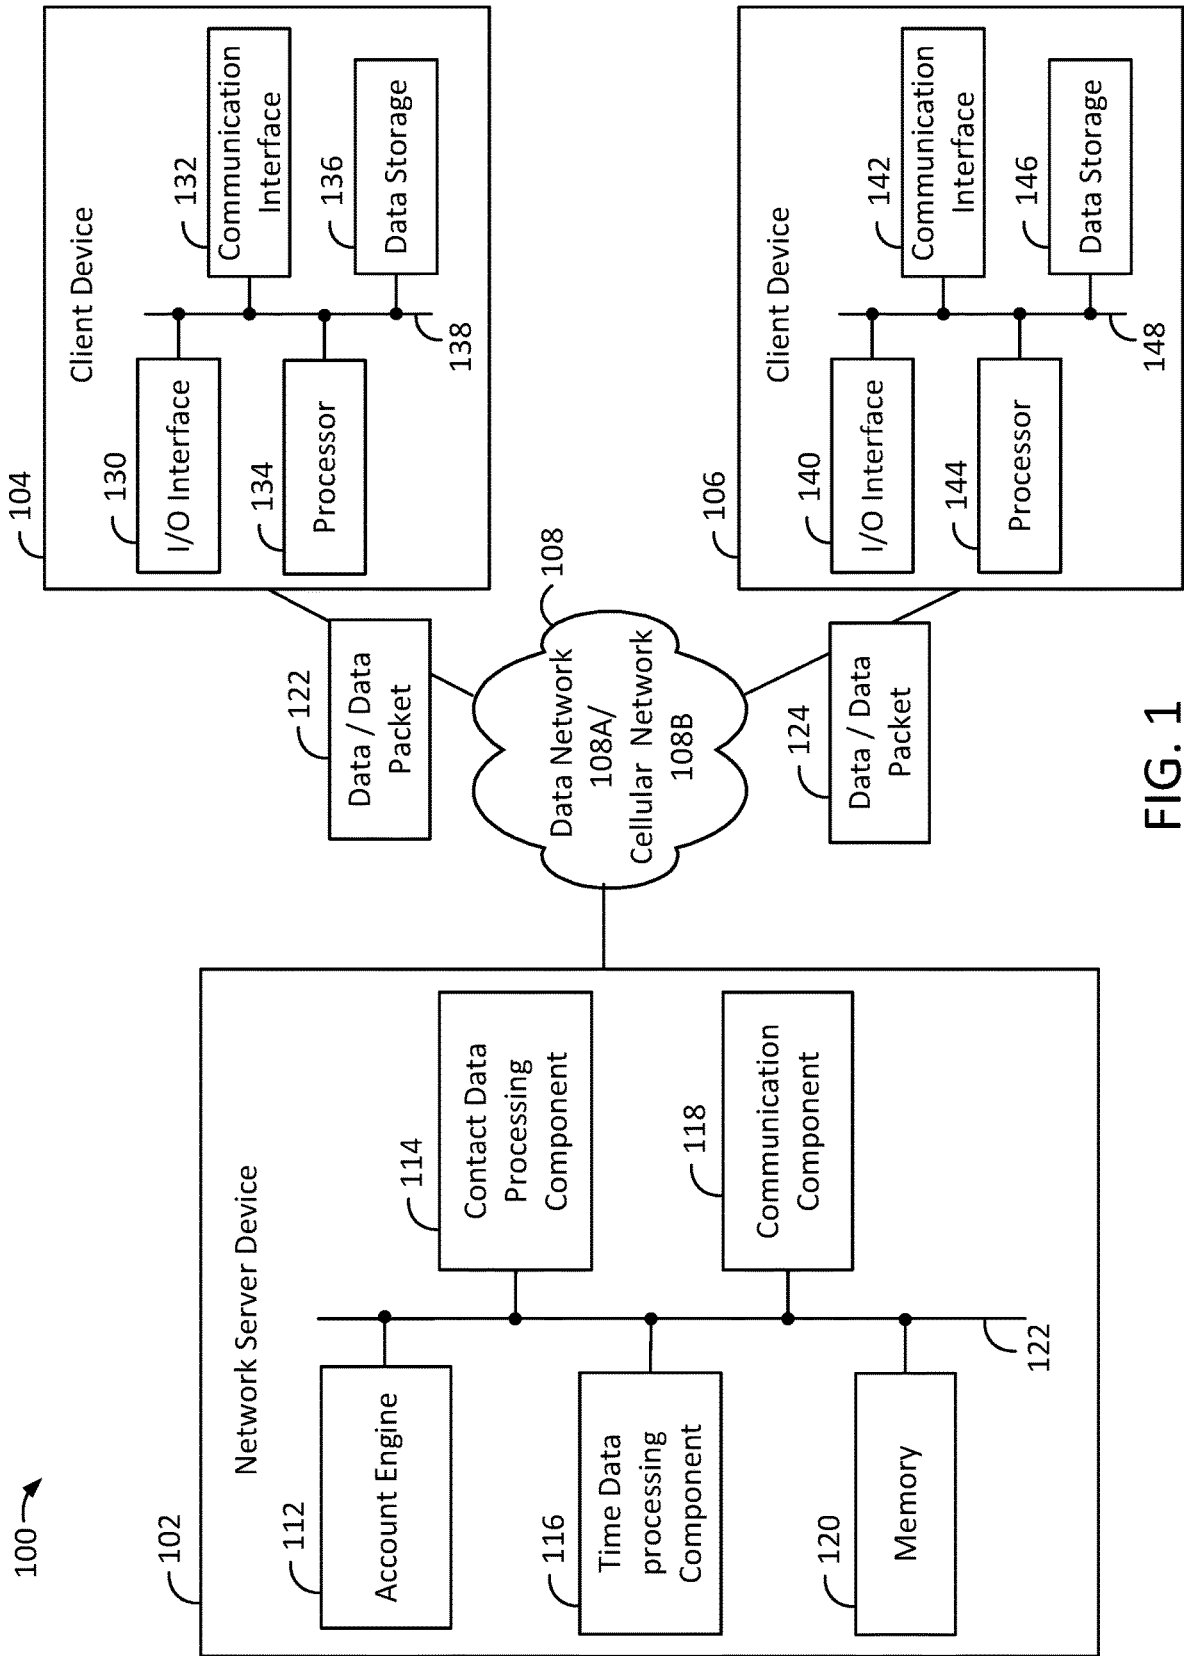 100
102
Network Server Device
112
Account Engine
114
Contact Data
Processing
Component
116
Time Data
processing
Component
118
Communication
Component
120
Memory
122
108
Data Network
108A/
Cellular Network
108B
122
Data / Data
Packet
124
Data / Data
Packet
104
Client Device
130
I/O Interface
132
Communication
Interface
134
Processor
136
Data Storage
138
106
Client Device
140
I/O Interface
142
Communication
Interface
144
Processor
146
Data Storage
148
FIG. 1